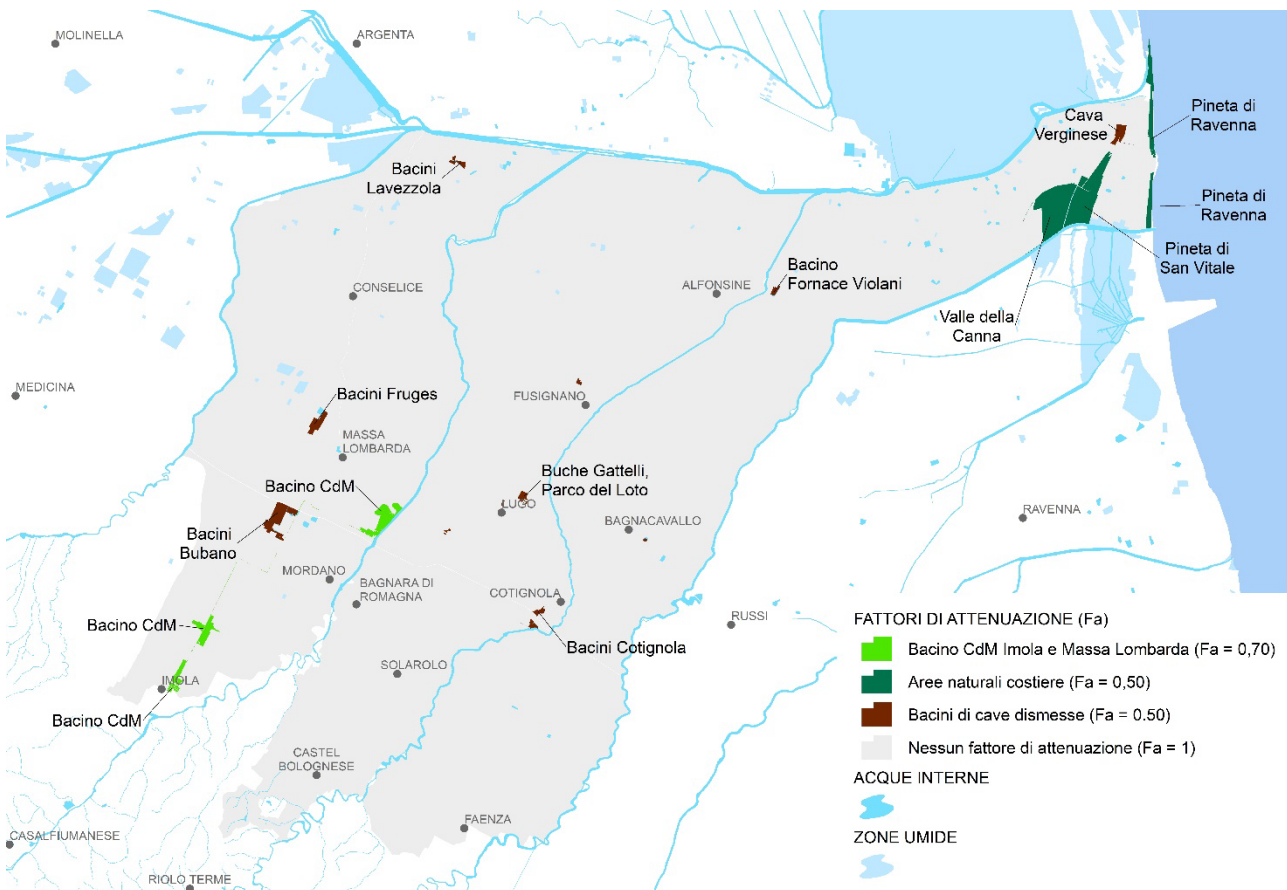 MOLINELLA
ARGENTA
Cava
Verginese
Pineta di
Ravenna
Bacini
Lavezzola
Pineta di
Ravenna
Pineta di
San Vitale
Bacino
Fornace Violani
ALFONSINE
CONSELICE
Valle della
Canna
MEDICINA
Bacini Fruges
FUSIGNANO
MASSA
LOMBARDA
Buche Gattelli,
Parco del Loto
Bacino CdM
LUGO
BAGNACAVALLO
RAVENNA
Bacini
Bubano
MORDANO
BAGNARA DI
ROMAGNA
COTIGNOLA
RUSSI
Bacino CdM
Bacini Cotignola
SOLAROLO
IMOLA
Bacino CdM
CASTEL
BOLOGNESE
FAENZA
CASALFIUMANESE
RIOLO TERME
FATTORI DI ATTENUAZIONE (Fa)
Bacino CdM Imola e Massa Lombarda (Fa = 0,70)
Aree naturali costiere (Fa = 0,50)
Bacini di cave dismesse (Fa = 0.50)
Nessun fattore di attenuazione (Fa = 1)
ACQUE INTERNE
ZONE UMIDE